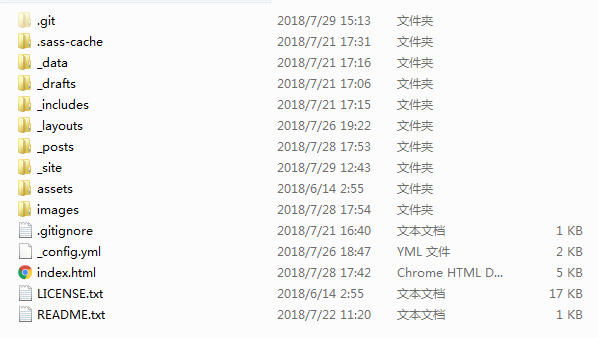 .git 2018/7/29 15:13 文件夹
.sass-cache 2018/7/21 17:31 文件夹
_data 2018/7/21 17:16 文件夹
_drafts 2018/7/21 17:06 文件夹
_includes 2018/7/21 17:15 文件夹
_layouts 2018/7/26 19:22 文件夹
_posts 2018/7/28 17:53 文件夹
_site 2018/7/29 12:43 文件夹
assets 2018/6/14 2:55 文件夹
images 2018/7/28 17:54 文件夹
.gitignore 2018/7/21 16:40 文本文档 1 KB
_config.yml 2018/7/26 18:47 YML 文件 2 KB
index.html 2018/7/28 17:42 Chrome HTML D... 5 KB
LICENSE.txt 2018/6/14 2:55 文本文档 17 KB
README.txt 2018/7/22 11:20 文本文档 1 KB